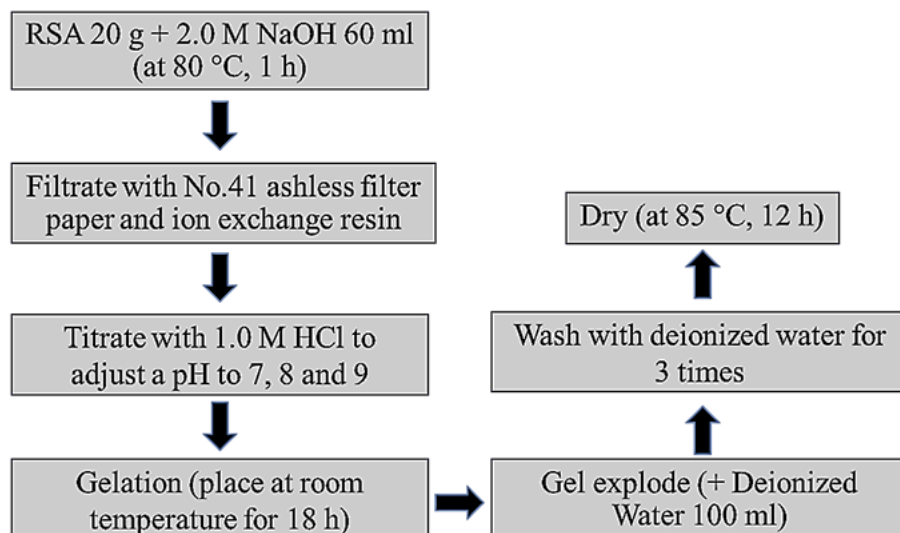 RSA 20 g + 2.0 M NaOH 60 ml
(at 80 °C, 1 h)
Filtrate with No.41 ashless filter
paper and ion exchange resin
Titrate with 1.0 M HCl to
adjust a pH to 7, 8 and 9
Gelation (place at room
temperature for 18 h)
Gel explode (+ Deionized
Water 100 ml)
Wash with deionized water for
3 times
Dry (at 85 °C, 12 h)